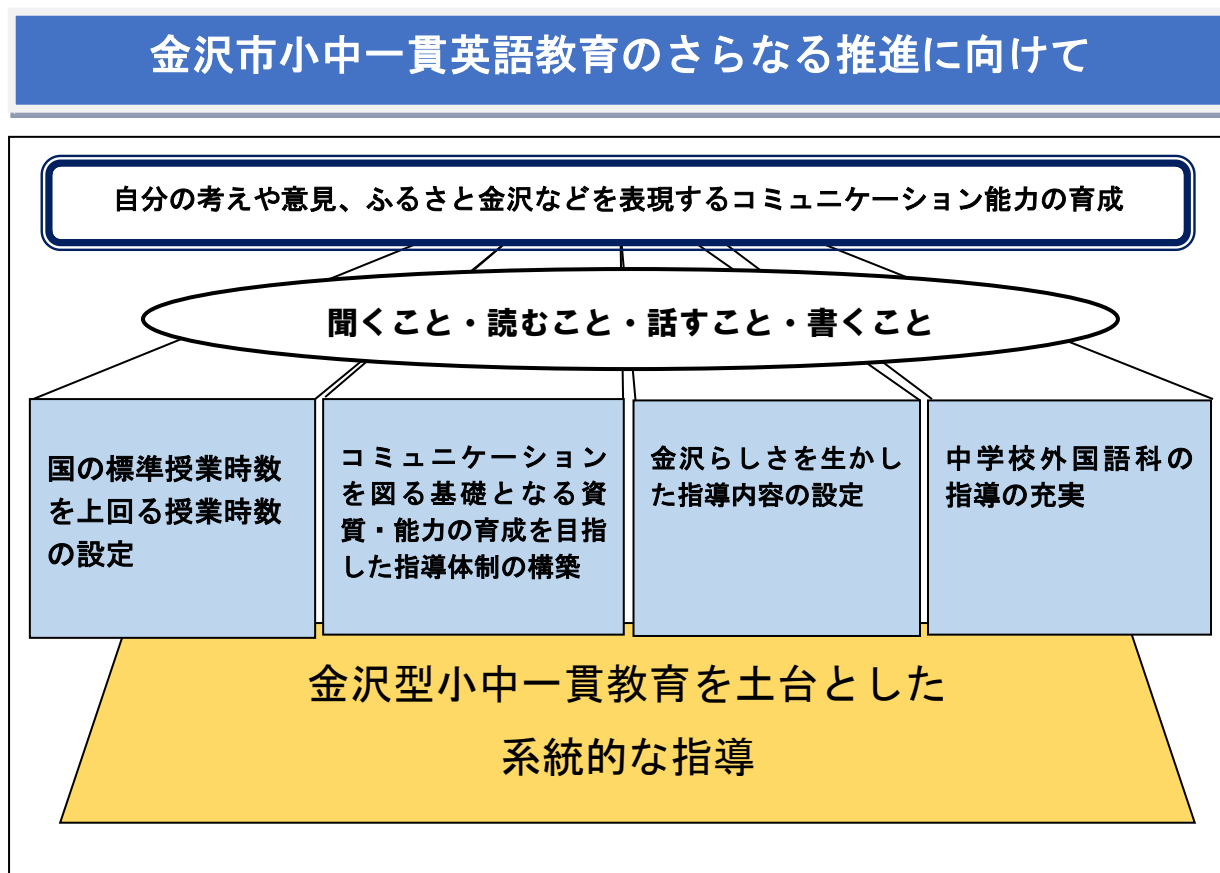 金沢市小中一貫英語教育のさらなる推進に向けて
自分の考えや意見、ふるさと金沢などを表現するコミュニケーション能力の育成
聞くこと・読むこと・話すこと・書くこと
国の標準授業時数
を上回る授業時数
の設定
コミュニケーション
を図る基礎となる資
質・能力の育成を目指
した指導体制の構築
金沢らしさを生かし
た指導内容の設定
中学校外国語科の
指導の充実
金沢型小中一貫教育を土台とした
系統的な指導